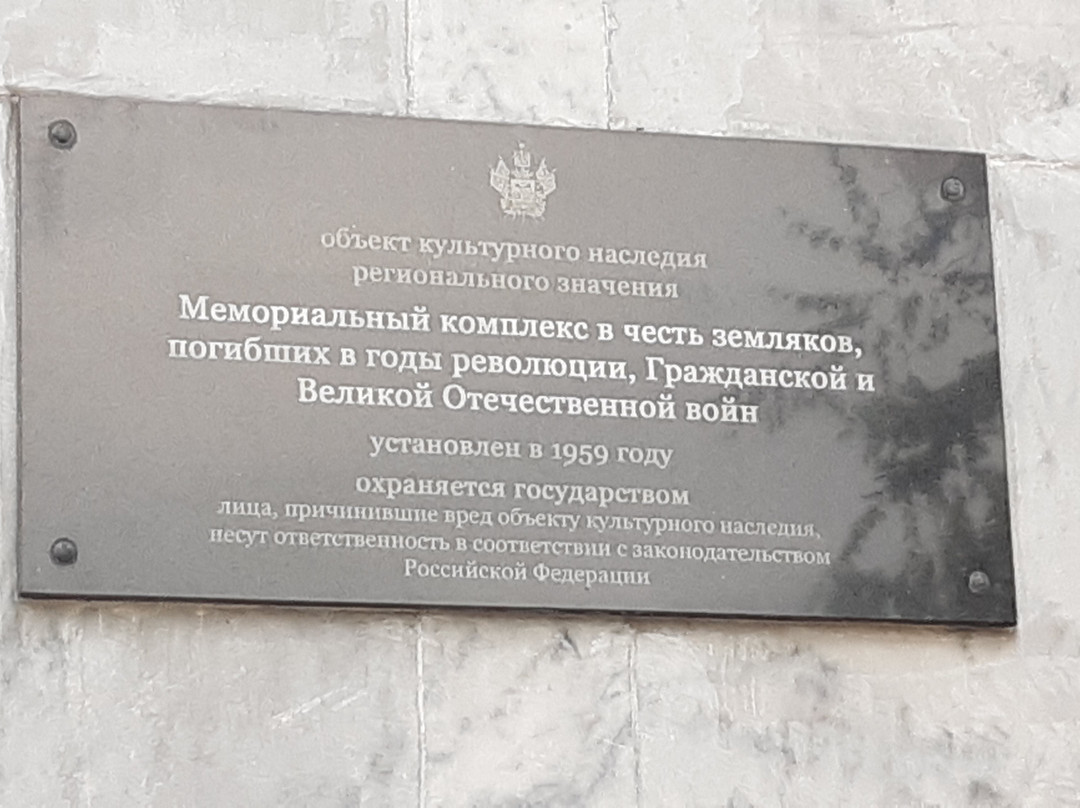 объект культурного наследия
регионального значения
Мемориальный комплекс в честь земляков,
погибших в годы революции, Гражданской и
Великой Отечественной войн
установлен в 1959 году
охраняется государством
лица, причинившие вред объекту культурного наследия,
несут ответственность в соответствии с законодательством
Российской Федерации